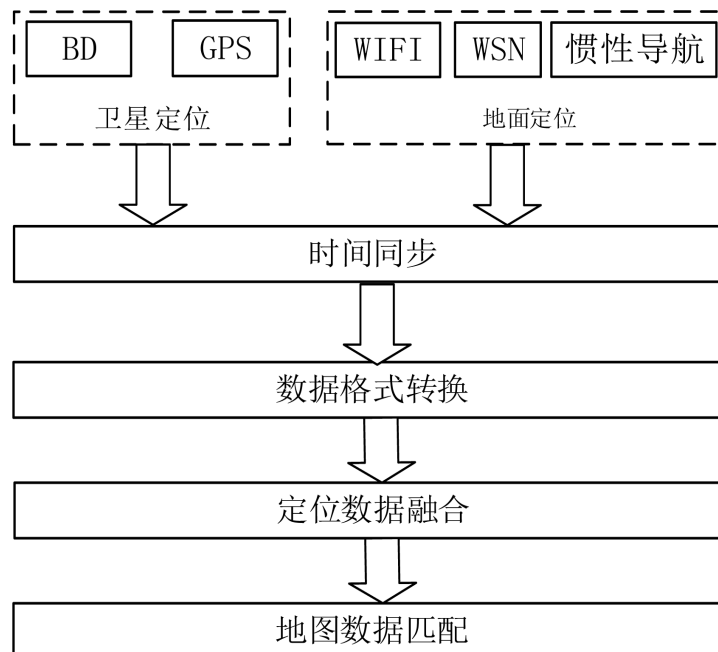 BD GPS WIFI WSN 惯性导航
卫星定位 地面定位
时间同步
数据格式转换
定位数据融合
地图数据匹配